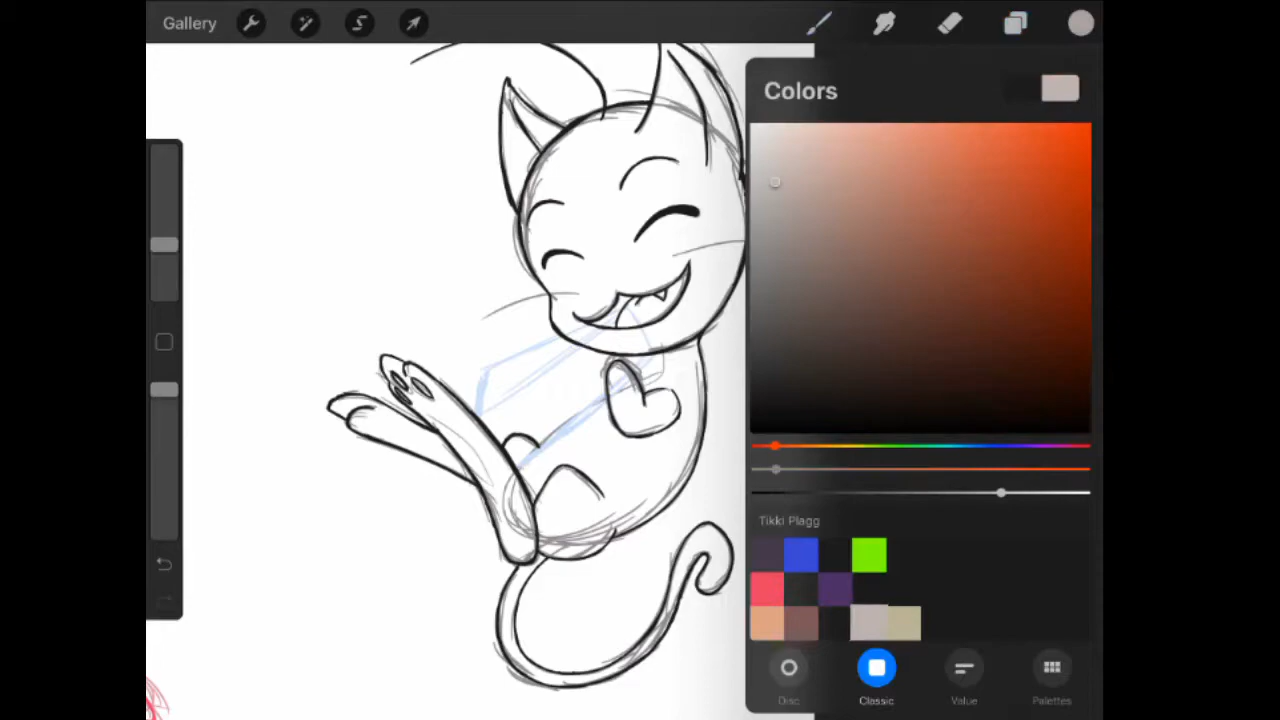 Gallery
Colors
Tikki Plagg
Disc
Classic
Value
Palettes